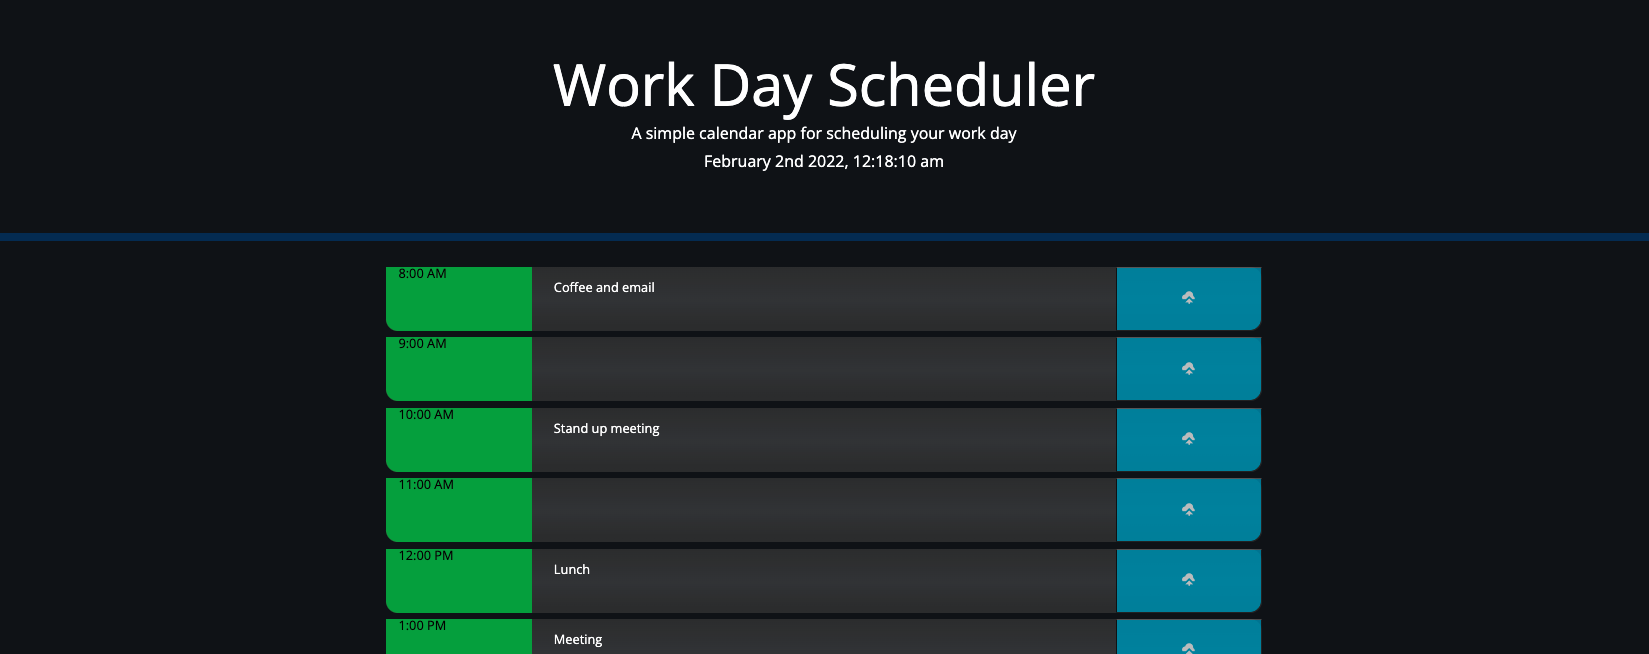 Work Day Scheduler
A simple calendar app for scheduling your work day
February 2nd 2022, 12:18:10 am
8:00 AM
Coffee and email
9:00 AM
10:00 AM
Stand up meeting
11:00 AM
12:00 PM
Lunch
1:00 PM
Meeting